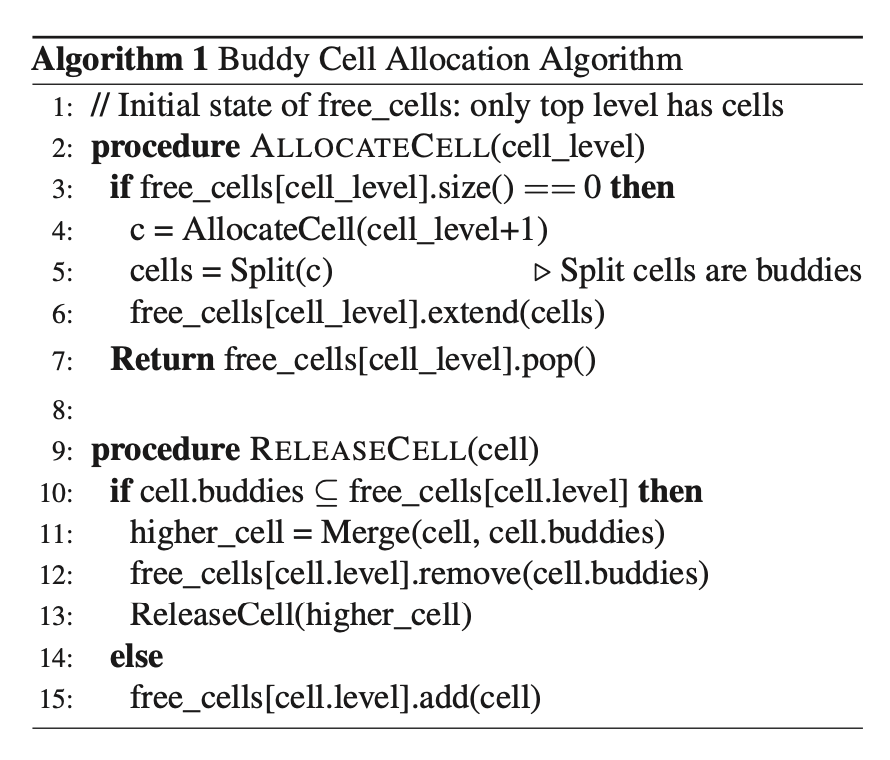 Algorithm 1 Buddy Cell Allocation Algorithm
1: // Initial state of free_cells: only top level has cells
2: procedure ALLOCATECELL(cell_level)
3: if free_cells[cell_level].size() == 0 then
4: c = AllocateCell(cell_level+1)
5: cells = Split(c) ▷ Split cells are buddies
6: free_cells[cell_level].extend(cells)
7: Return free_cells[cell_level].pop()
8:
9: procedure RELEASECELL(cell)
10: if cell.buddies ⊆ free_cells[cell.level] then
11: higher_cell = Merge(cell, cell.buddies)
12: free_cells[cell.level].remove(cell.buddies)
13: ReleaseCell(higher_cell)
14: else
15: free_cells[cell.level].add(cell)